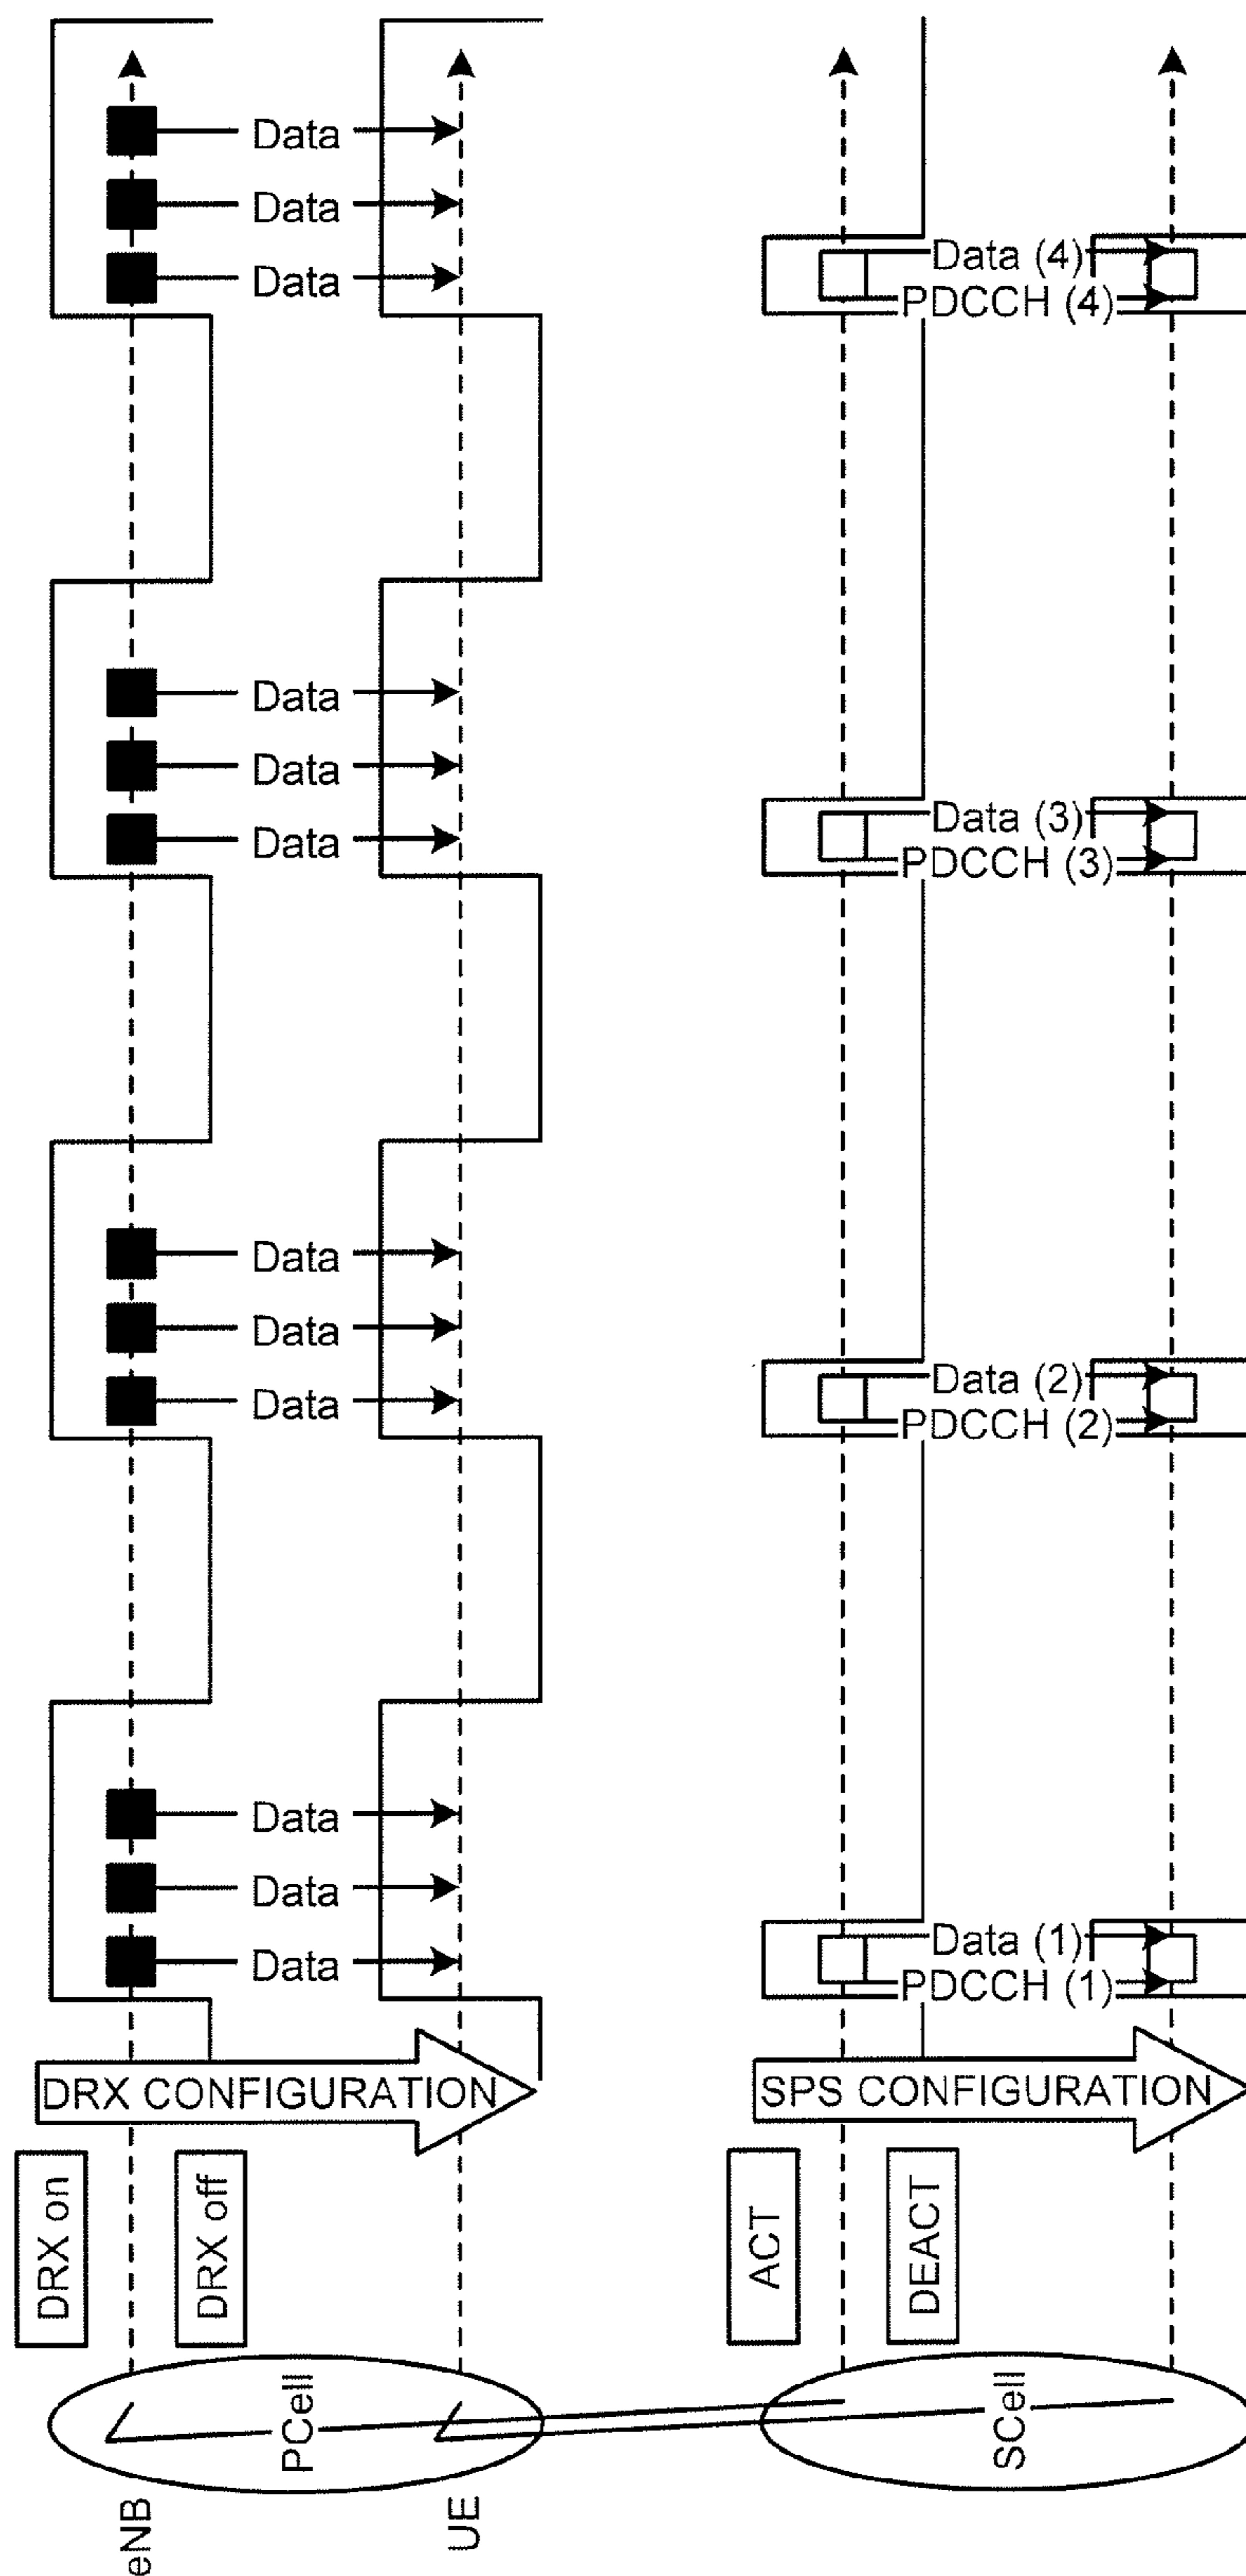 Data
Data
Data
Data (4)
PDCCH (4)
Data
Data
Data
Data (3)
PDCCH (3)
Data
Data
Data
Data (2)
PDCCH (2)
Data
Data
Data
Data (1)
PDCCH (1)
DRX CONFIGURATION
SPS CONFIGURATION
DRX on
DRX off
ACT
DEACT
PCell
SCell
eNB
UE